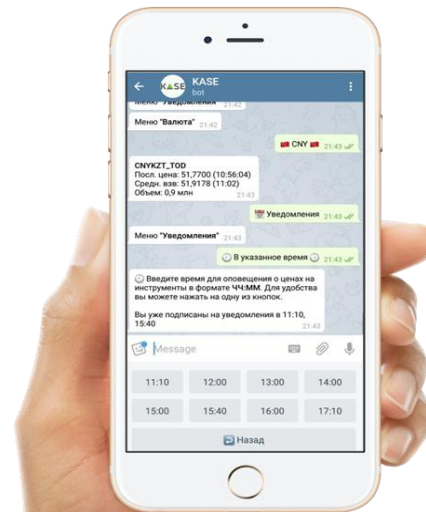 KASE
KASE
bot
Меню "Уведомления" 21:42
Меню "Валюта" 21:42
CNY 21:43
CNYKZT_TOD
Посл. цена: 51,7700 (10:56:04)
Средн. взв: 51,9178 (11:02)
Объем: 0,9 млн 21:43
Уведомления 21:43
Меню "Уведомления" 21:43
В указанное время 21:43
Введите время для оповещения о ценах на
инструменты в формате ЧЧ:ММ. Для удобства
вы можете нажать на одну из кнопок.
Вы уже подписаны на уведомления в 11:10,
15:40 21:43
Message
11:10 12:00 13:00 14:00
15:00 15:40 16:00 17:10
Назад